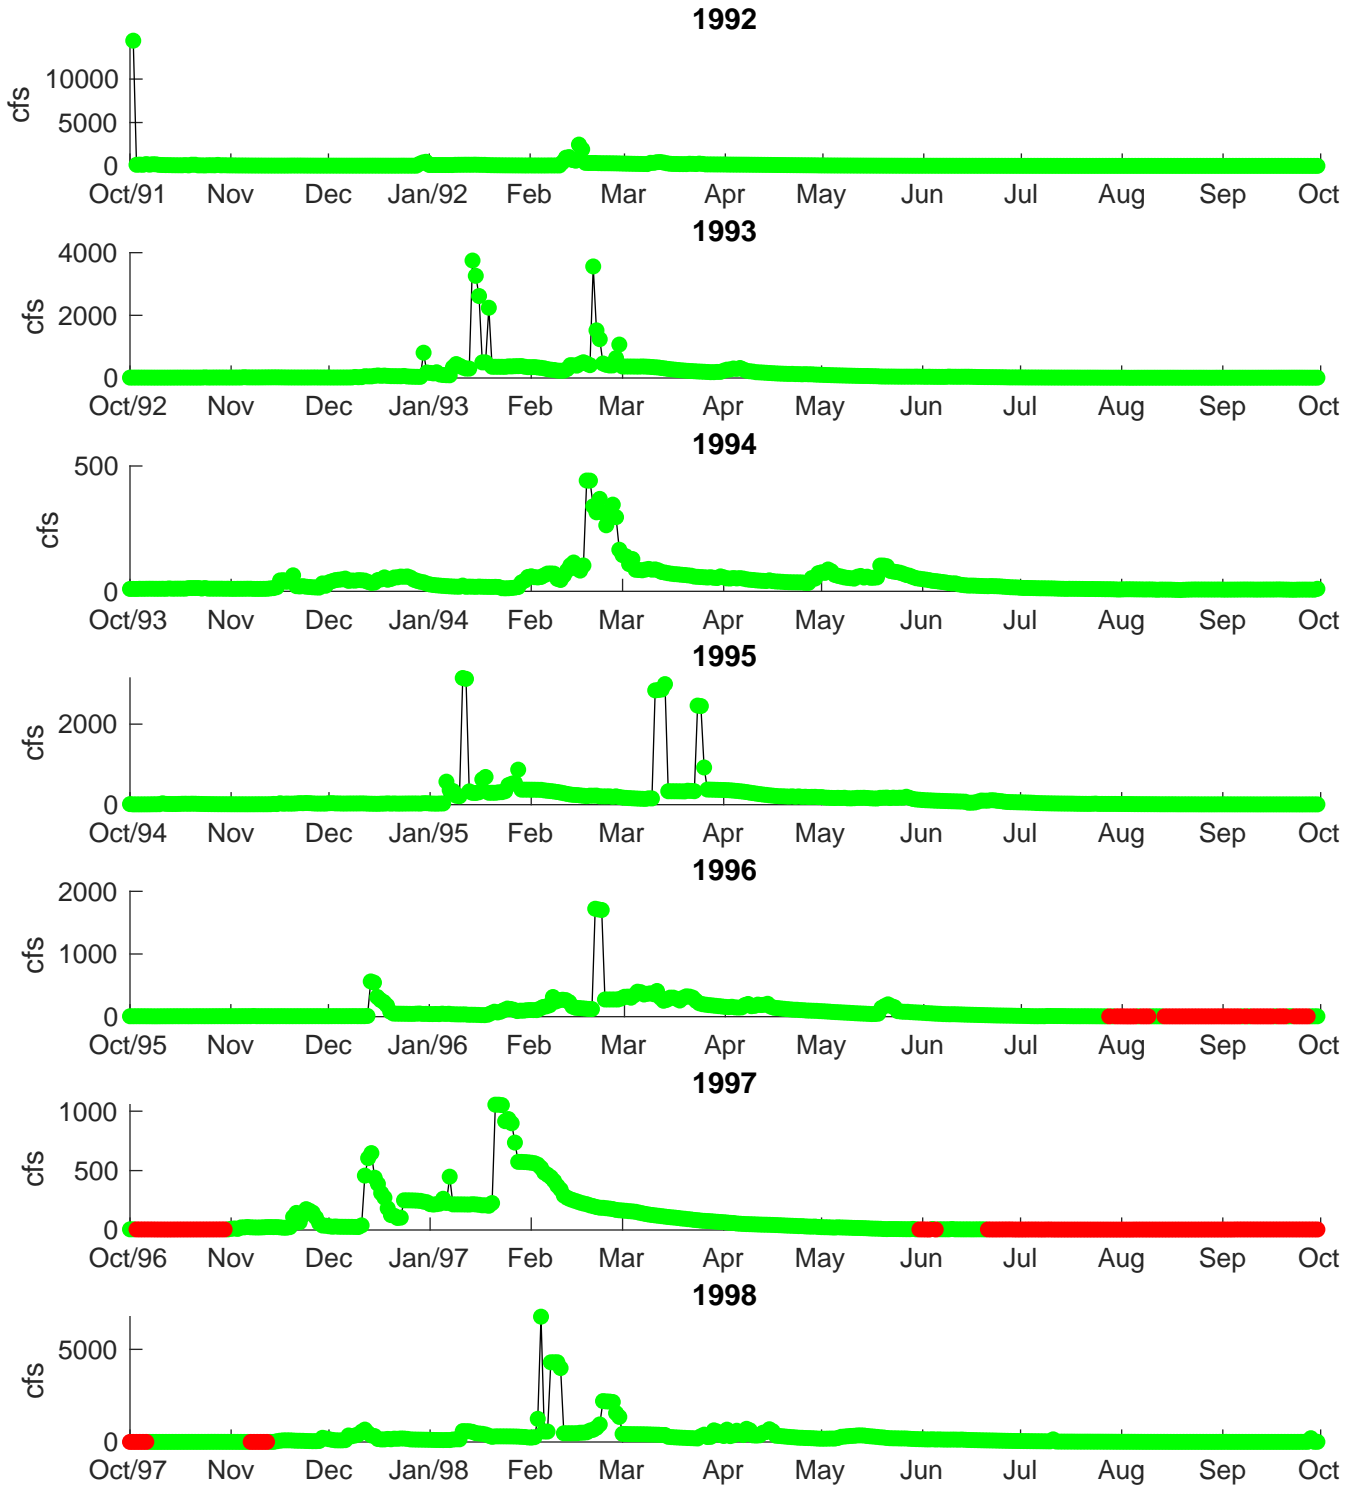 1992
10000
5000
0
cfs
Oct/91 Nov Dec Jan/92 Feb Mar Apr May Jun Jul Aug Sep Oct
1993
4000
2000
0
cfs
Oct/92 Nov Dec Jan/93 Feb Mar Apr May Jun Jul Aug Sep Oct
1994
500
0
cfs
Oct/93 Nov Dec Jan/94 Feb Mar Apr May Jun Jul Aug Sep Oct
1995
2000
0
cfs
Oct/94 Nov Dec Jan/95 Feb Mar Apr May Jun Jul Aug Sep Oct
1996
2000
1000
0
cfs
Oct/95 Nov Dec Jan/96 Feb Mar Apr May Jun Jul Aug Sep Oct
1997
1000
500
0
cfs
Oct/96 Nov Dec Jan/97 Feb Mar Apr May Jun Jul Aug Sep Oct
1998
5000
0
cfs
Oct/97 Nov Dec Jan/98 Feb Mar Apr May Jun Jul Aug Sep Oct